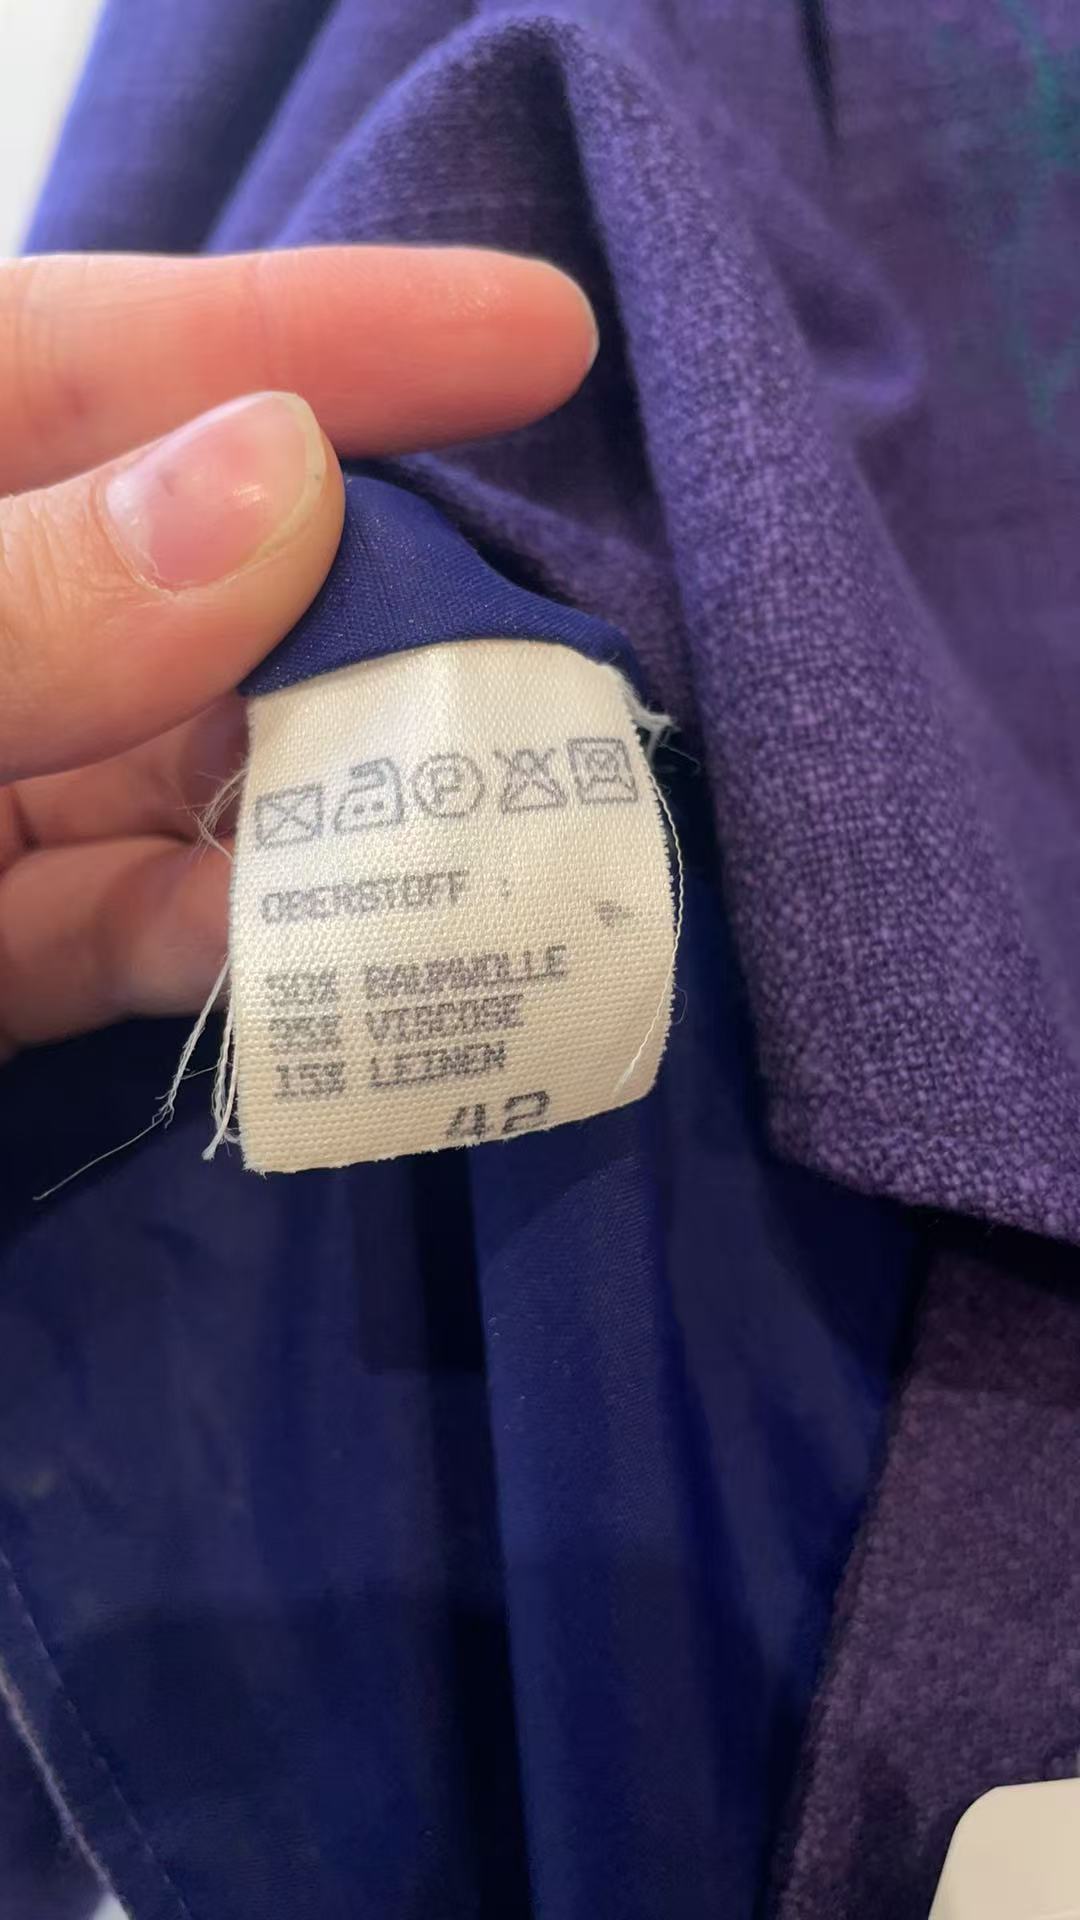 OBERSTOFF :
50% BAUMWOLLE
35% VISCOSE
15% LEINEN
42